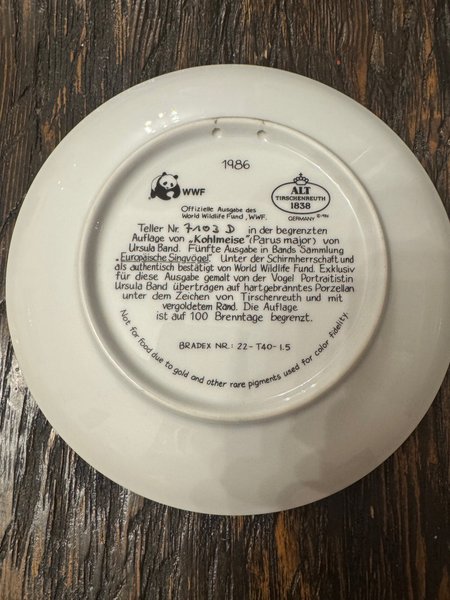 1986
WWF
Offizielle Ausgabe des
World Wildlife Fund, WWF.
ALT
TIRSCHENREUTH
1838
GERMANY
Teller Nr. 7103 D in der begrenzten
Auflage von „Kohlmeise" (Parus major) von
Ursula Band. Fünfte Ausgabe in Bands Sammlung
„Europäische Singvögel". Unter der Schirmherrschaft und
als authentisch bestätigt von World Wildlife Fund. Exklusiv
für diese Ausgabe gemalt von der Vogel Portraitistin
Ursula Band übertragen auf hartgebranntes Porzellan
unter dem Zeichen von Tirschenreuth und mit
vergoldetem Rand. Die Auflage
ist auf 100 Brenntage begrenzt.
BRADEX NR.: 22-T40-1.5
Not for food due to gold and other rare pigments used for color fidelity.